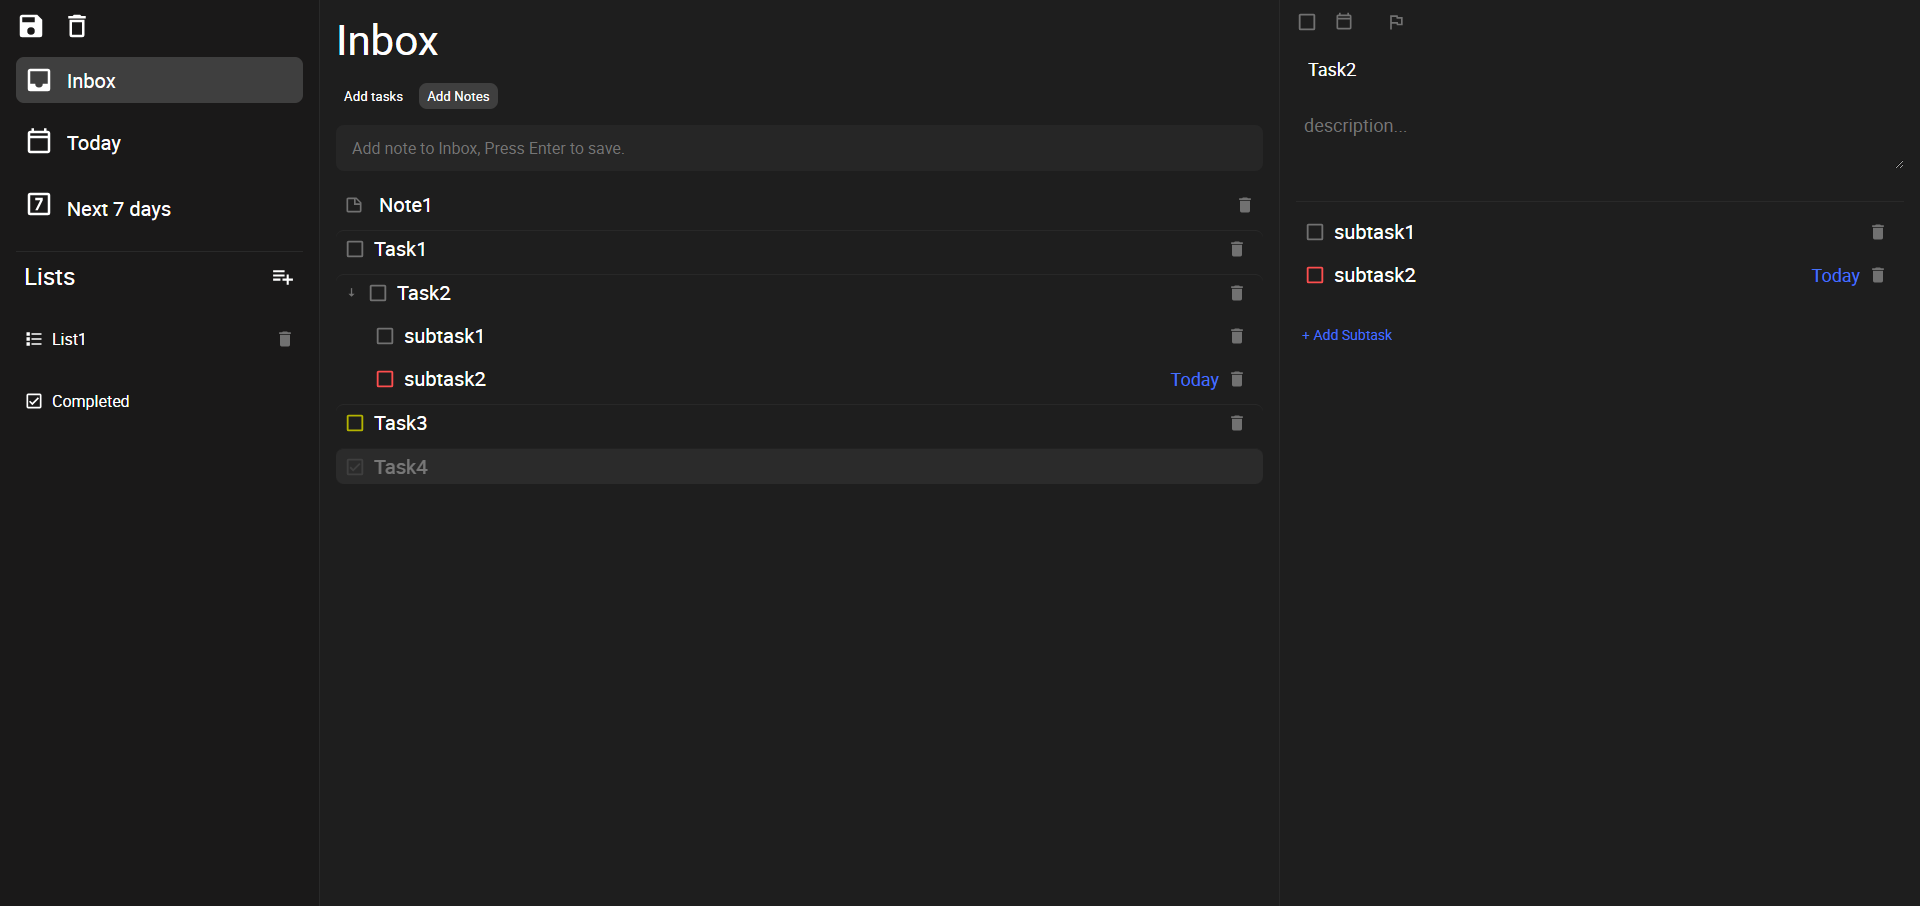 Inbox
Today
7
Next 7 days
Lists
List1
Completed
Inbox
Add tasks
Add Notes
Add note to Inbox, Press Enter to save.
Note1
Task1
Task2
subtask1
subtask2 Today
Task3
Task4
Task2
description...
subtask1
subtask2 Today
+ Add Subtask